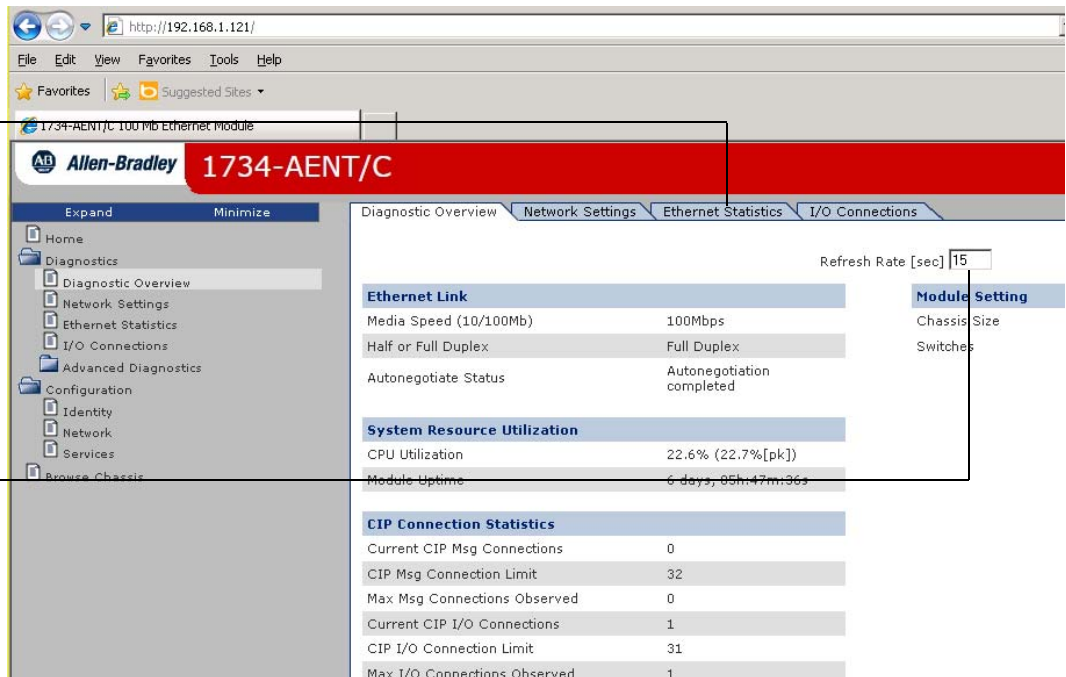 http://192.168.1.121/
File Edit View Favorites Tools Help
Favorites Suggested Sites
1734-AENT/C 100 Mb Ethernet Module
AB Allen-Bradley 1734-AENT/C
Expand Minimize
Home
Diagnostics
Diagnostic Overview
Network Settings
Ethernet Statistics
I/O Connections
Advanced Diagnostics
Configuration
Identity
Network
Services
Browse Chassis
Diagnostic Overview Network Settings Ethernet Statistics I/O Connections
Refresh Rate [sec] 15
Ethernet Link
Media Speed (10/100Mb) 100Mbps
Half or Full Duplex Full Duplex
Autonegotiate Status Autonegotiation
completed
System Resource Utilization
CPU Utilization 22.6% (22.7%[pk])
Module Uptime 6 days, 05h:47m:36s
CIP Connection Statistics
Current CIP Msg Connections 0
CIP Msg Connection Limit 32
Max Msg Connections Observed 0
Current CIP I/O Connections 1
CIP I/O Connection Limit 31
Max I/O Connections Observed 1
Module Setting
Chassis Size
Switches